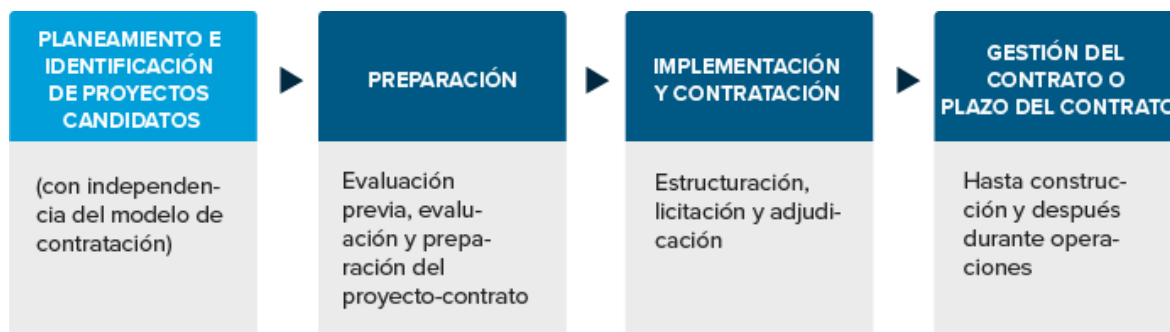 PLANEAMIENTO E
IDENTIFICACIÓN
DE PROYECTOS
CANDIDATOS
(con independen-
cia del modelo de
contratación)
PREPARACIÓN
Evaluación
previa, evalu-
ación y prepa-
ración del
proyecto-contrato
IMPLEMENTACIÓN
Y CONTRATACIÓN
Estructuración,
licitación y adjudi-
cación
GESTIÓN DEL
CONTRATO O
PLAZO DEL CONTRATO
Hasta construc-
ción y después
durante opera-
ciones